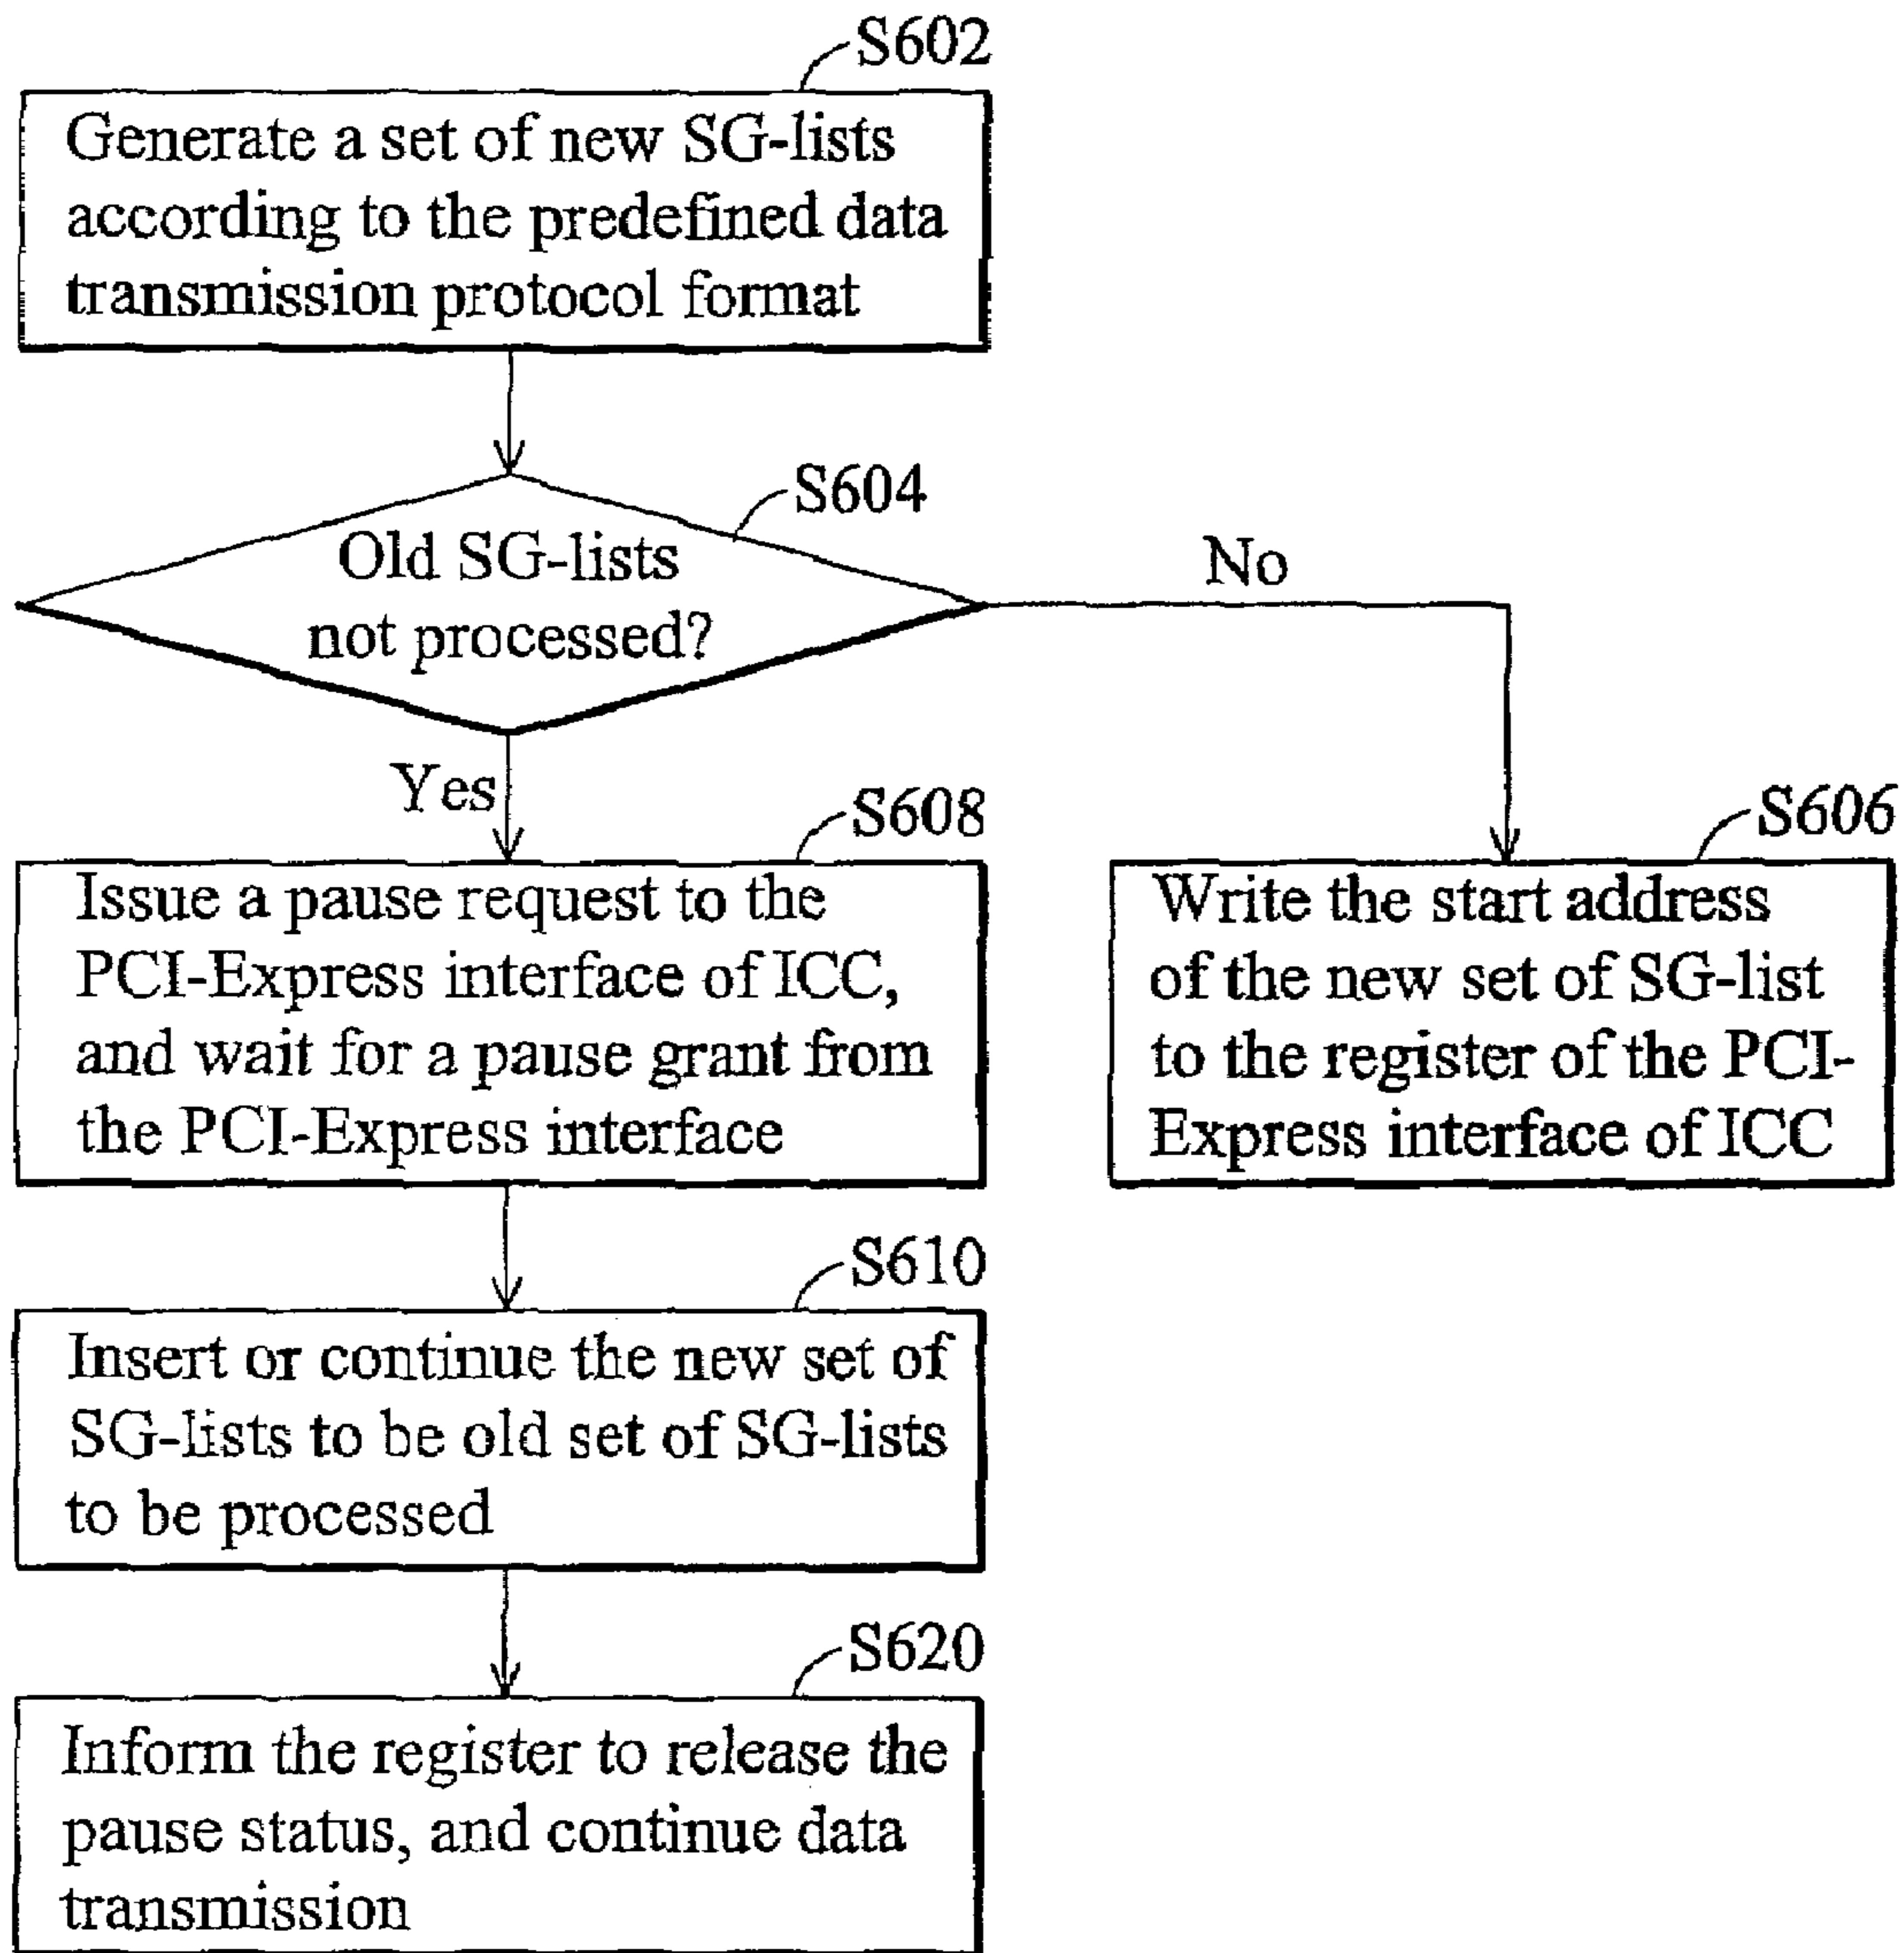 S602
Generate a set of new SG-lists
according to the predefined data
transmission protocol format
S604
Old SG-lists
not processed?
No
Yes
S608
Issue a pause request to the
PCI-Express interface of ICC,
and wait for a pause grant from
the PCI-Express interface
S606
Write the start address
of the new set of SG-list
to the register of the PCI-
Express interface of ICC
S610
Insert or continue the new set of
SG-lists to be old set of SG-lists
to be processed
S620
Inform the register to release the
pause status, and continue data
transmission